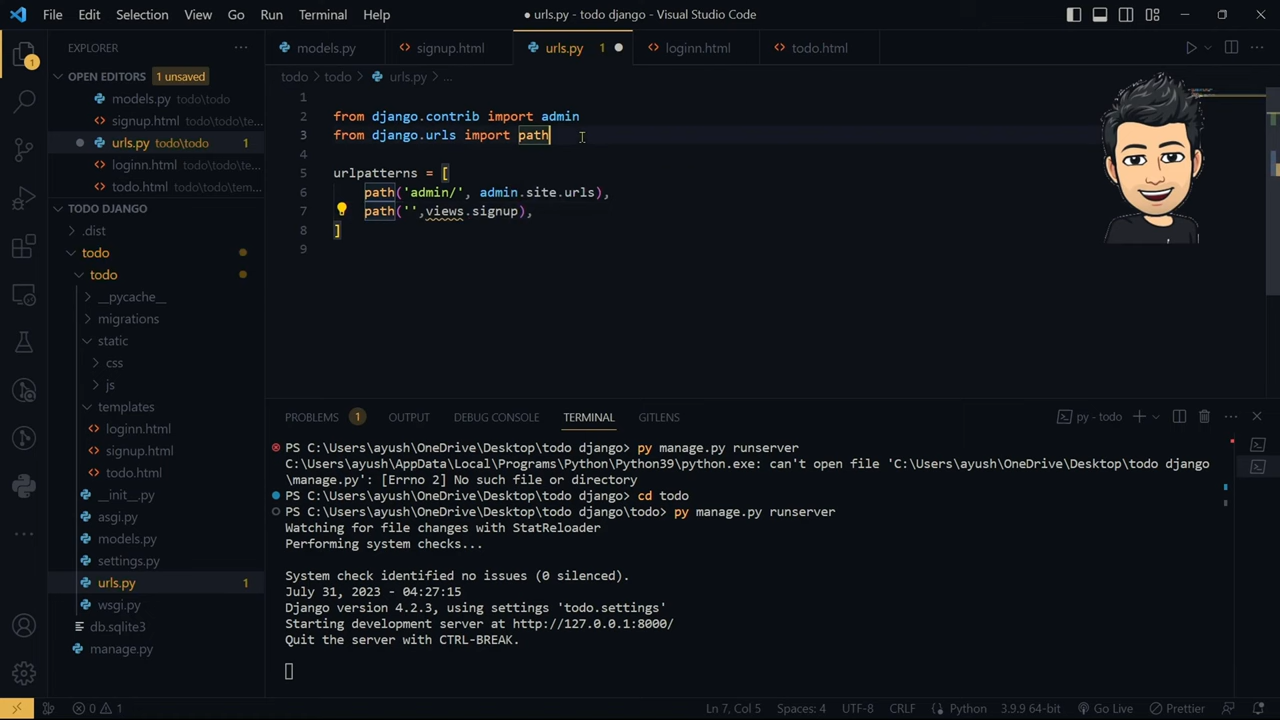 File Edit Selection View Go Run Terminal Help
● urls.py - todo django - Visual Studio Code
EXPLORER ...
models.py
signup.html
urls.py 1 ●
loginn.html
todo.html
OPEN EDITORS 1 unsaved
models.py todo\todo
signup.html todo\todo\te...
● urls.py todo\todo 1
loginn.html todo\todo\te...
todo.html todo\todo\tem...
TODO DJANGO
.dist
todo
todo
__pycache__
migrations
static
css
js
templates
loginn.html
signup.html
todo.html
__init__.py
asgi.py
models.py
settings.py
urls.py 1
wsgi.py
db.sqlite3
manage.py
1
todo > todo > urls.py > ...
1
2 from django.contrib import admin
3 from django.urls import path
4
5 urlpatterns = [
6 path('admin/', admin.site.urls),
7 path('',views.signup),
8 ]
9
PROBLEMS 1 OUTPUT DEBUG CONSOLE TERMINAL GITLENS
py - todo
PS C:\Users\ayush\OneDrive\Desktop\todo django> py manage.py runserver
C:\Users\ayush\AppData\Local\Programs\Python\Python39\python.exe: can't open file 'C:\Users\ayush\OneDrive\Desktop\todo django
\manage.py': [Errno 2] No such file or directory
PS C:\Users\ayush\OneDrive\Desktop\todo django> cd todo
PS C:\Users\ayush\OneDrive\Desktop\todo django\todo> py manage.py runserver
Watching for file changes with StatReloader
Performing system checks...
System check identified no issues (0 silenced).
July 31, 2023 - 04:27:15
Django version 4.2.3, using settings 'todo.settings'
Starting development server at http://127.0.0.1:8000/
Quit the server with CTRL-BREAK.
0 1
Ln 7, Col 5 Spaces: 4 UTF-8 CRLF Python 3.9.9 64-bit Go Live Prettier